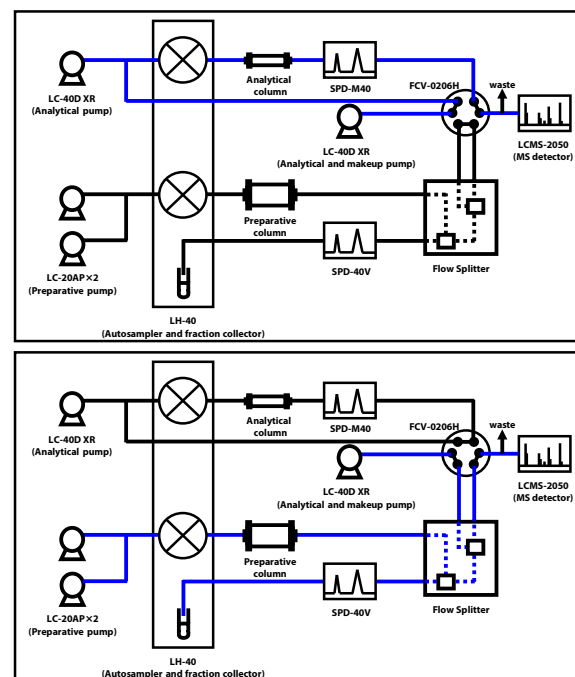 LC-40D XR
(Analytical pump)
Analytical
column
SPD-M40
FCV-0206H
waste
LC-40D XR
(Analytical and makeup pump)
LCMS-2050
(MS detector)
LC-20AP×2
(Preparative pump)
Preparative
column
SPD-40V
Flow Splitter
LH-40
(Autosampler and fraction collector)
LC-40D XR
(Analytical pump)
Analytical
column
SPD-M40
FCV-0206H
waste
LC-40D XR
(Analytical and makeup pump)
LCMS-2050
(MS detector)
LC-20AP×2
(Preparative pump)
Preparative
column
SPD-40V
Flow Splitter
LH-40
(Autosampler and fraction collector)